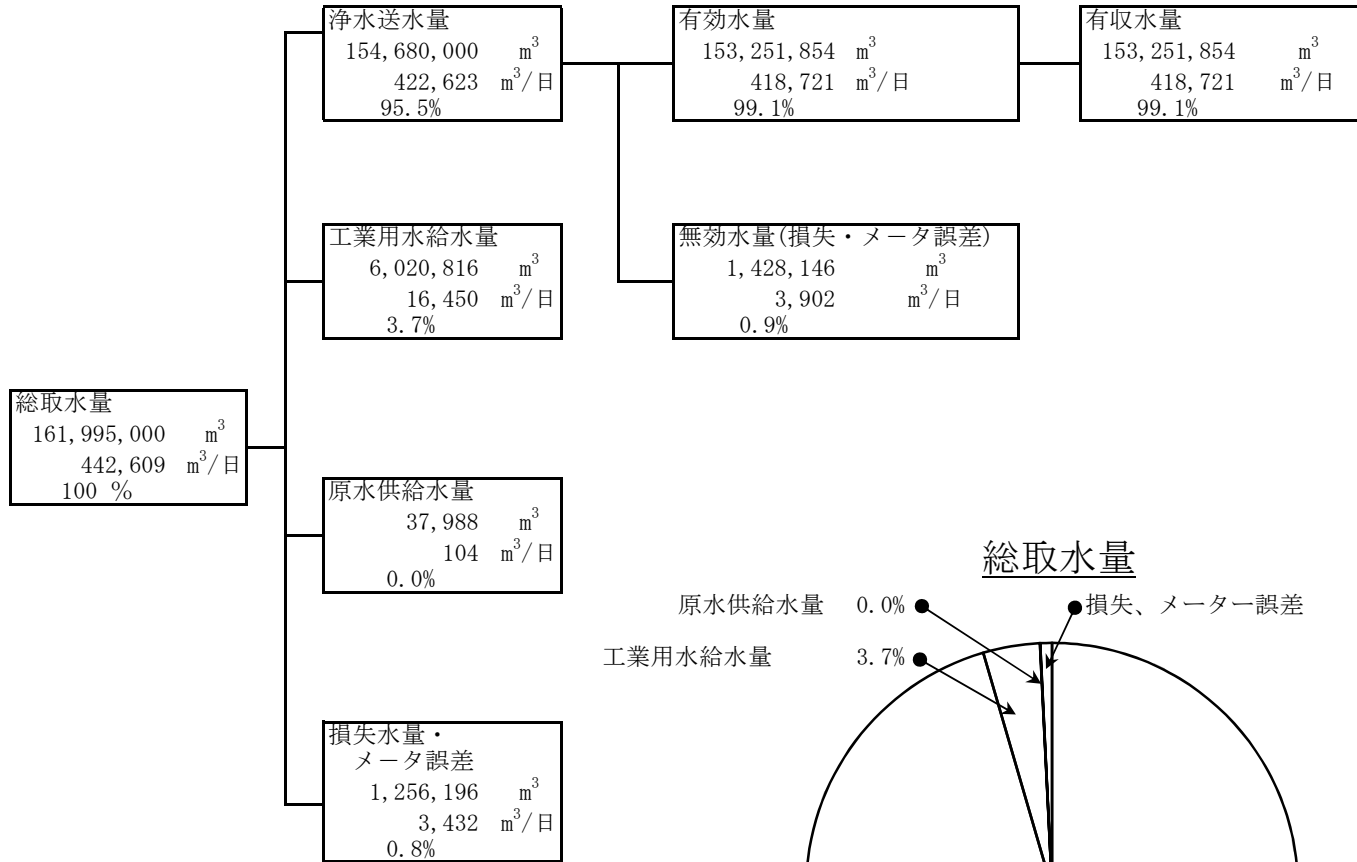 浄水送水量
154,680,000 m³
422,623 m³/日
95.5%
有効水量
153,251,854 m³
418,721 m³/日
99.1%
有収水量
153,251,854 m³
418,721 m³/日
99.1%
工業用水給水量
6,020,816 m³
16,450 m³/日
3.7%
無効水量(損失・メータ誤差)
1,428,146 m³
3,902 m³/日
0.9%
総取水量
161,995,000 m³
442,609 m³/日
100 %
原水供給水量
37,988 m³
104 m³/日
0.0%
損失水量・
メータ誤差
1,256,196 m³
3,432 m³/日
0.8%
総取水量
原水供給水量 0.0%
損失、メーター誤差
工業用水給水量 3.7%